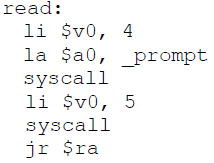 read:
  li $v0, 4
  la $a0, _prompt
  syscall
  li $v0, 5
  syscall
  jr $ra